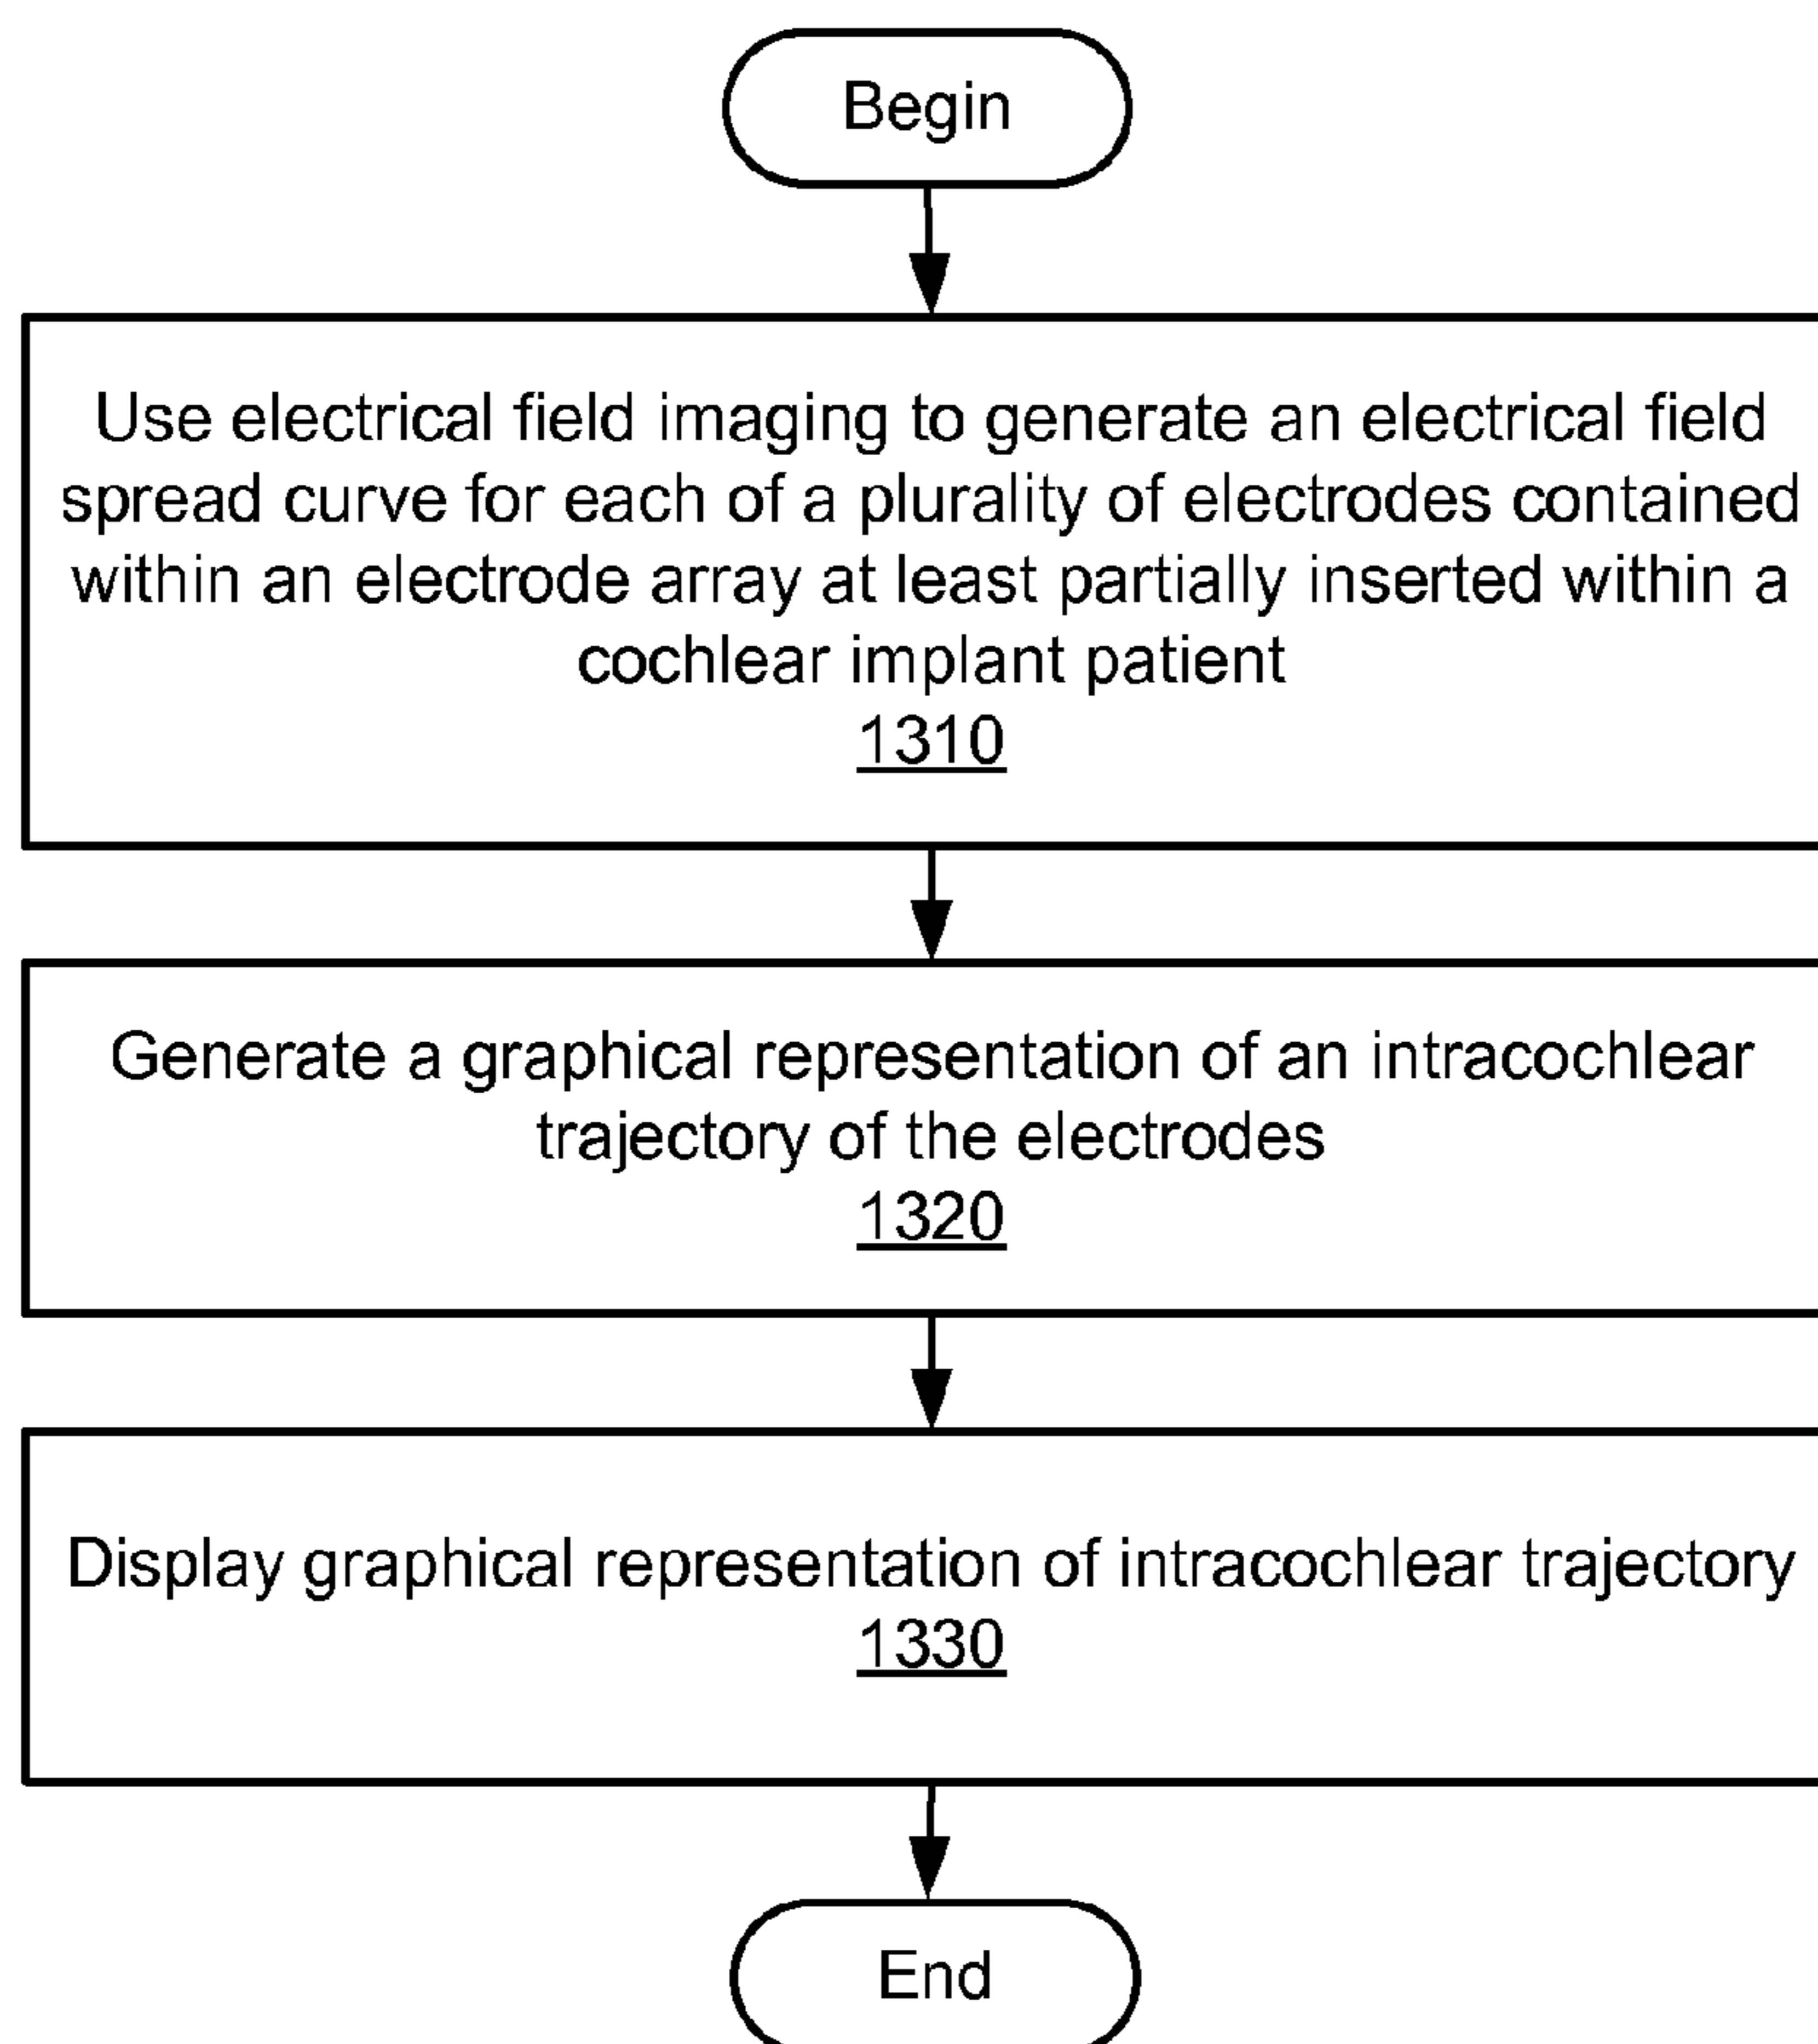 Begin
Use electrical field imaging to generate an electrical field
spread curve for each of a plurality of electrodes contained
within an electrode array at least partially inserted within a
cochlear implant patient
1310
Generate a graphical representation of an intracochlear
trajectory of the electrodes
1320
Display graphical representation of intracochlear trajectory
1330
End